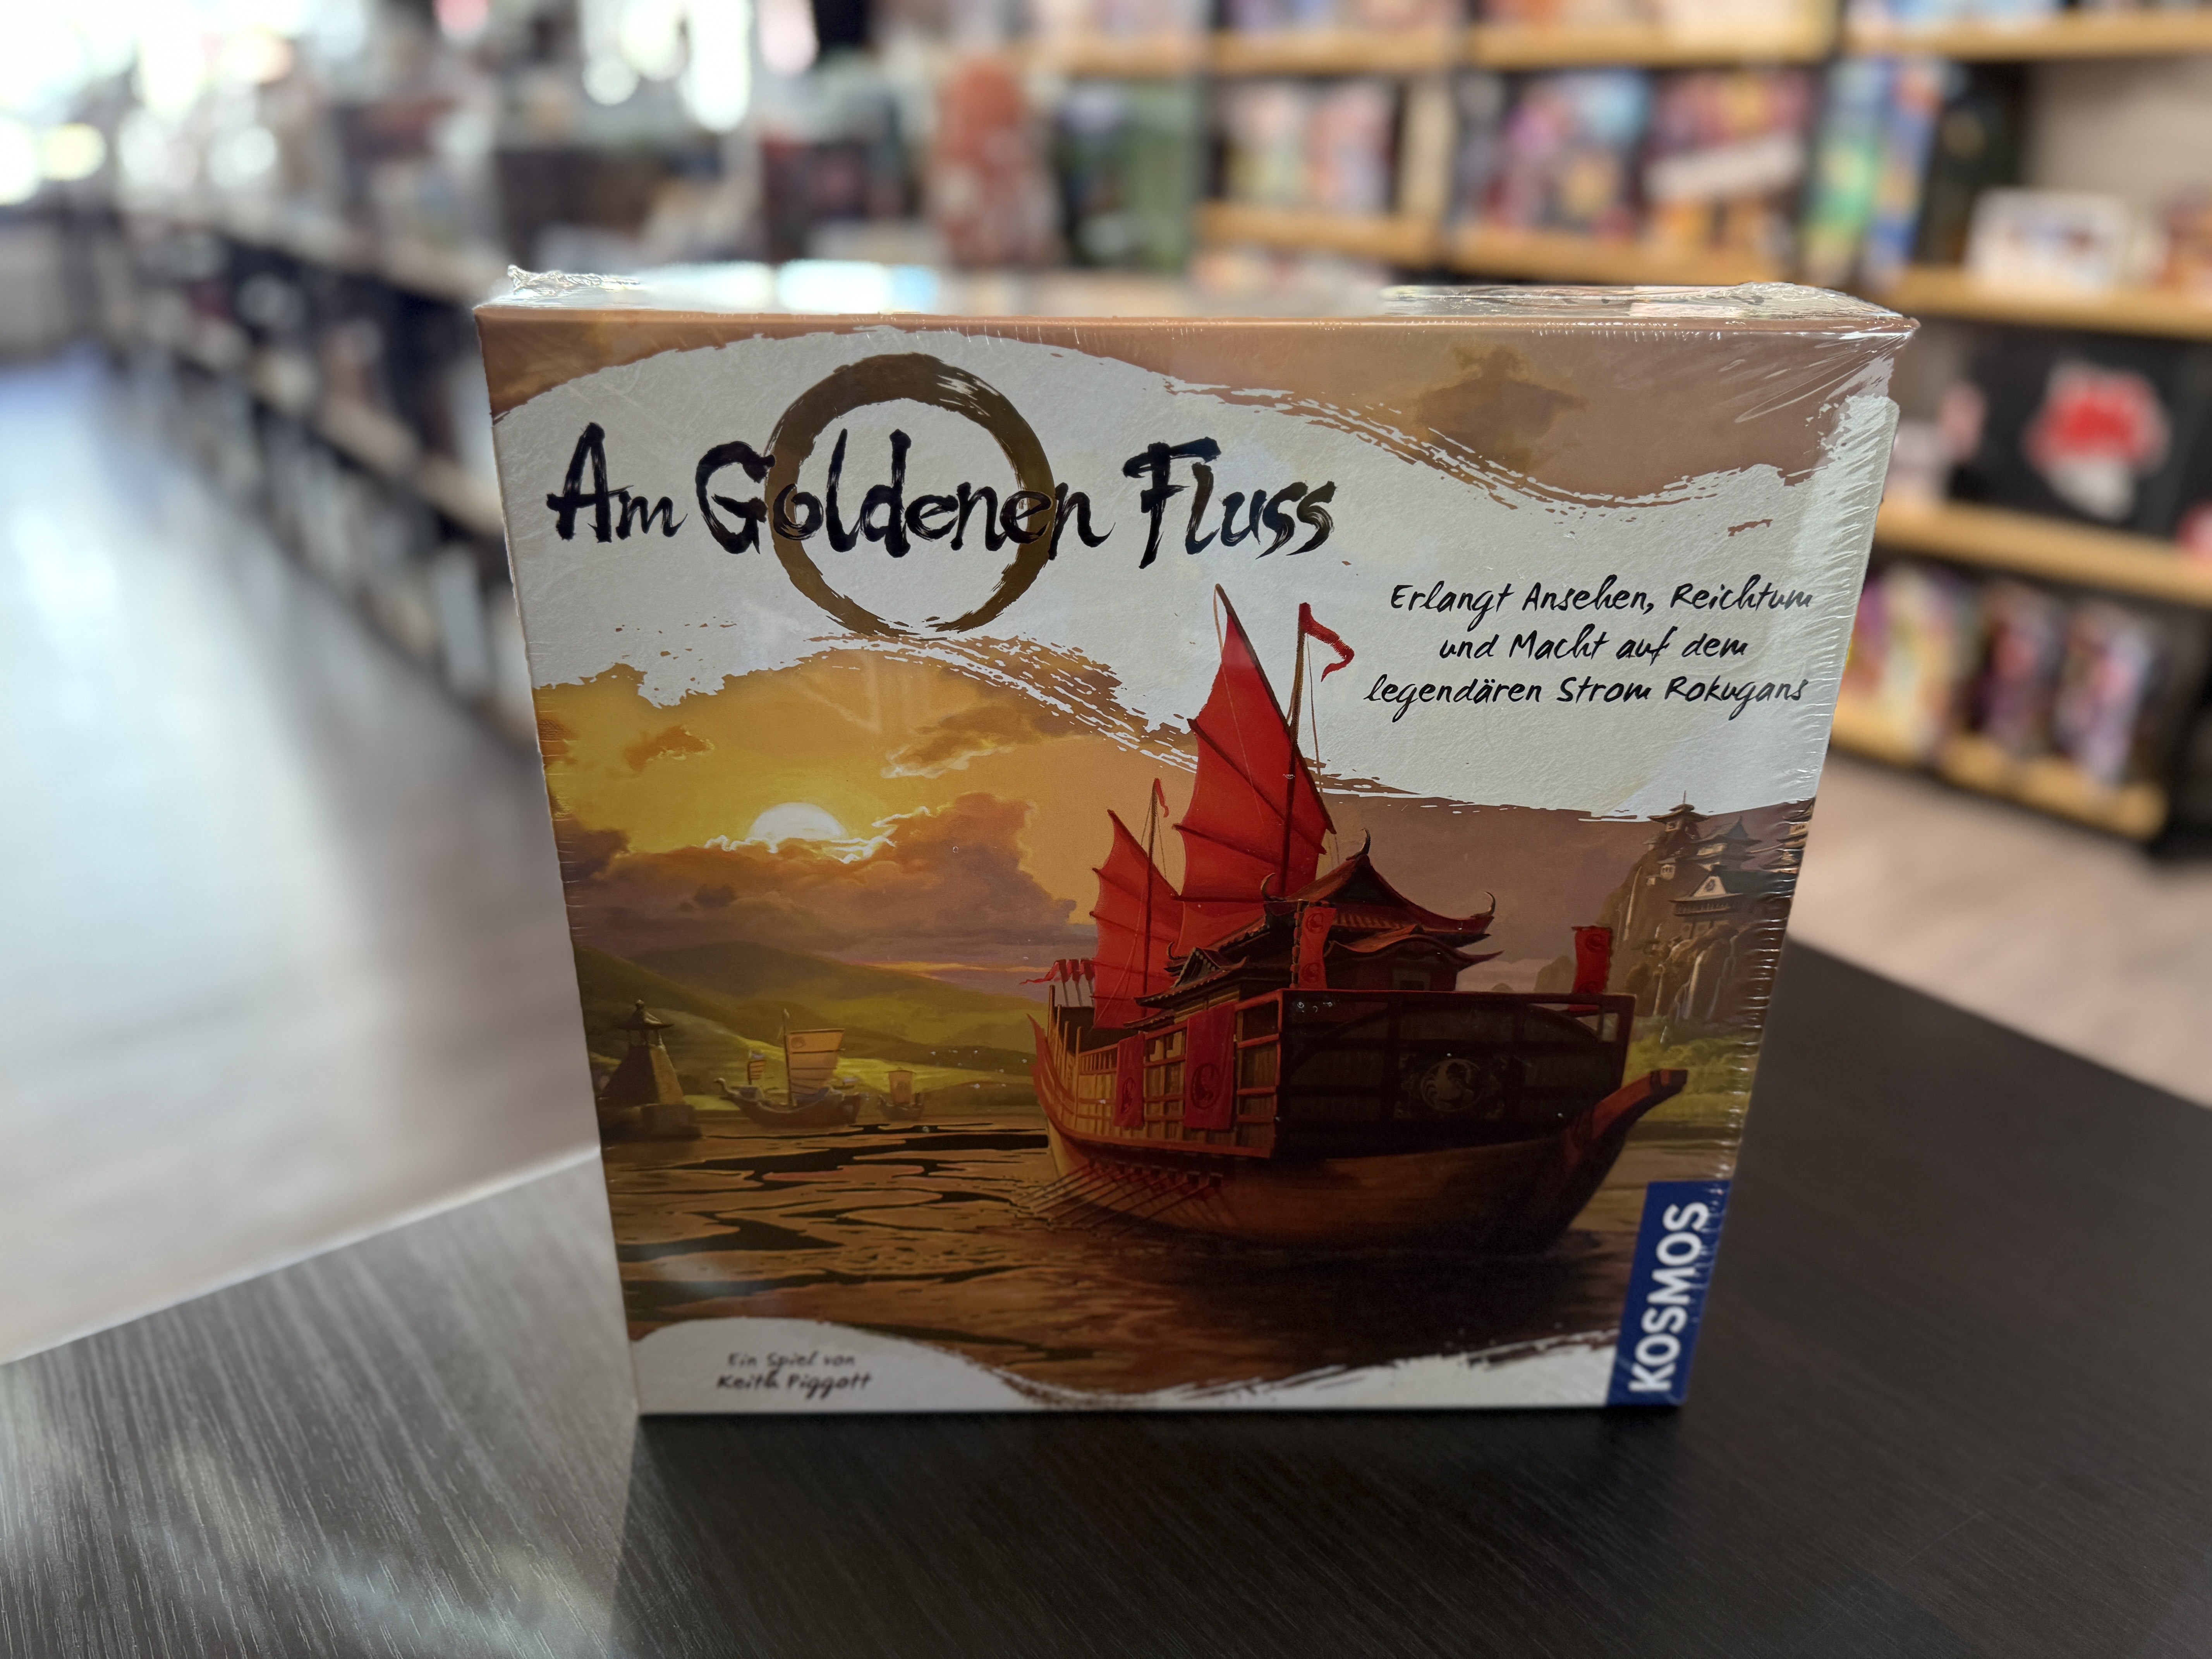 Am Goldenen Fluss
Erlangt Ansehen, Reichtum
und Macht auf dem
legendären Strom Rokugans
Ein Spiel von
Keith Piggott
KOSMOS